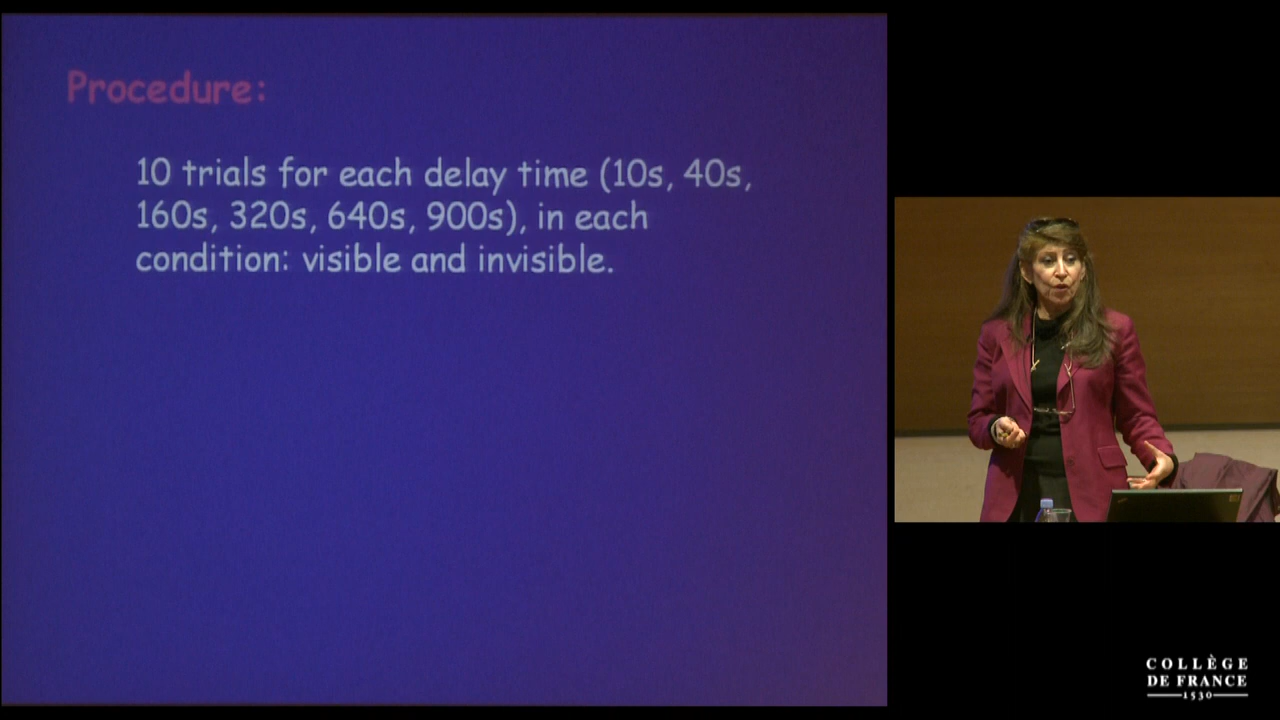 Procedure:
10 trials for each delay time (10s, 40s,
160s, 320s, 640s, 900s), in each
condition: visible and invisible.
COLLÈGE
DE FRANCE
1530